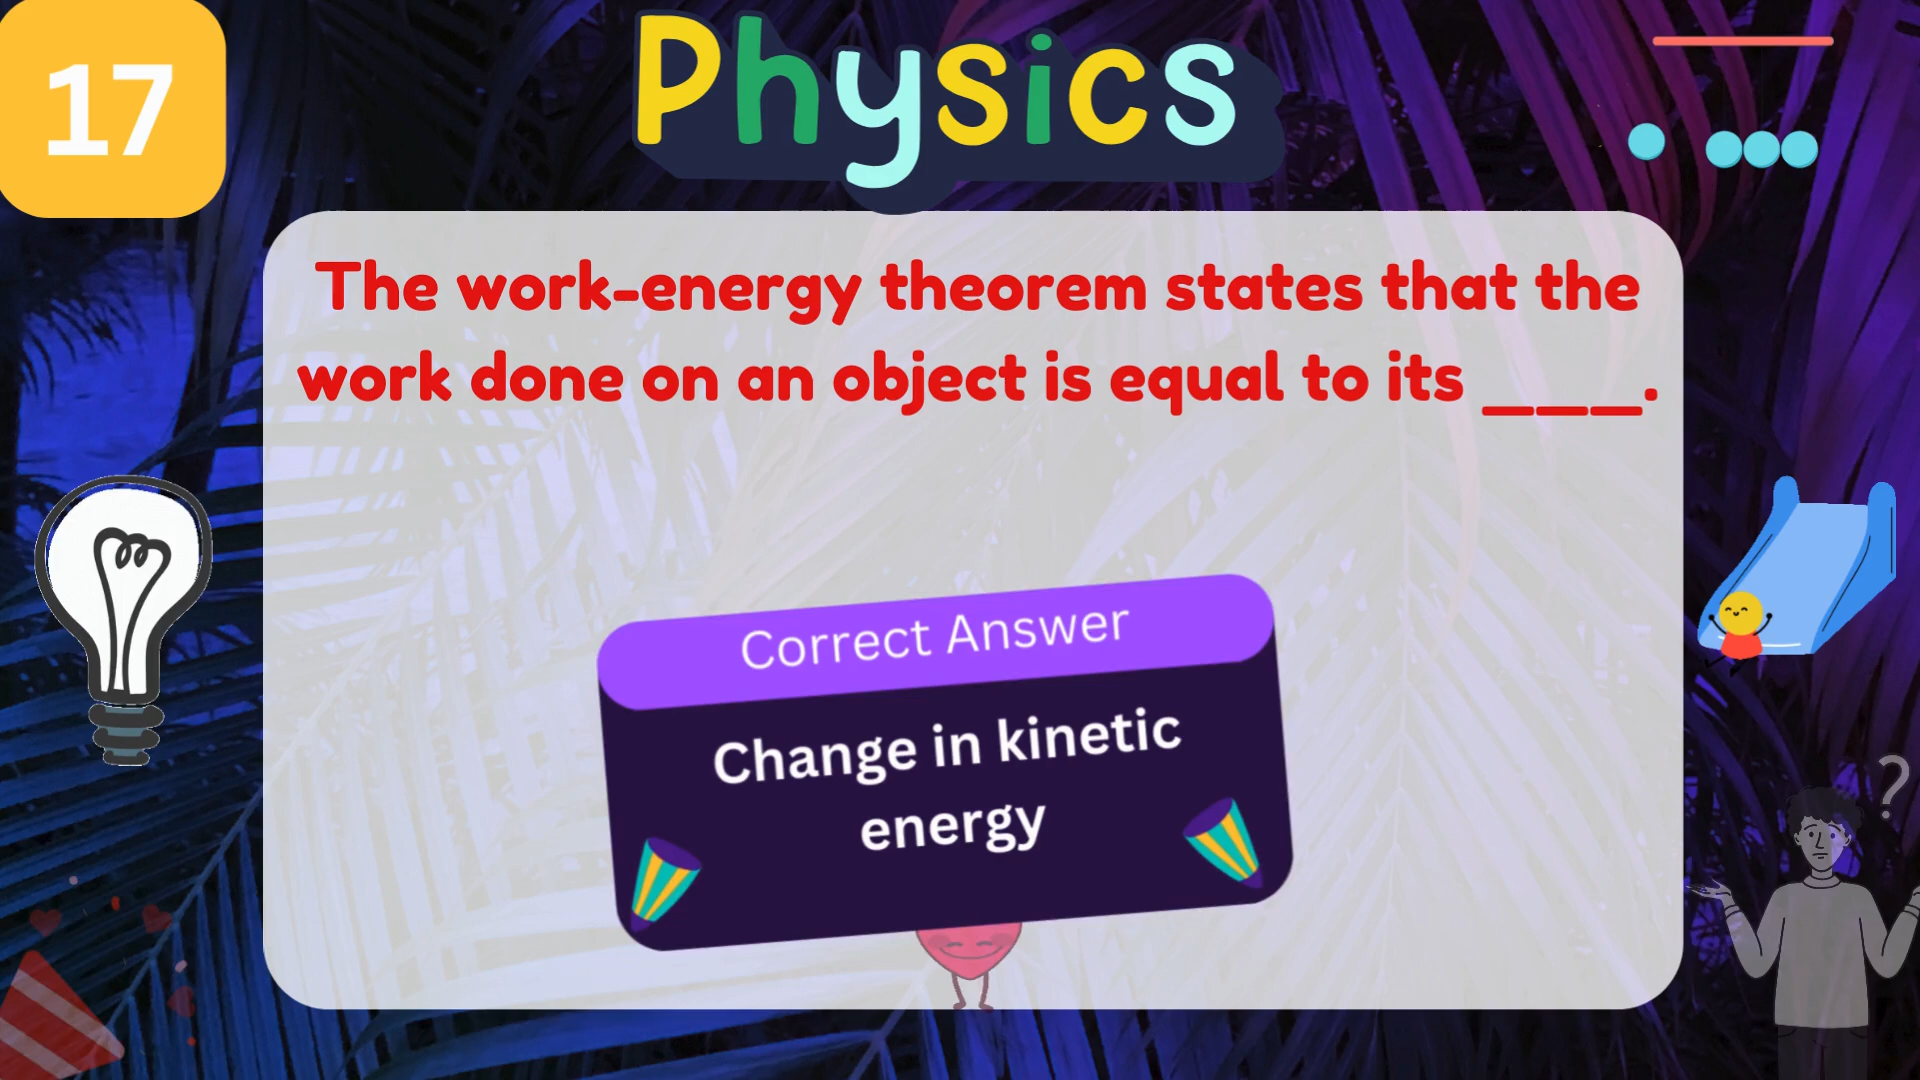 17
Physics
The work-energy theorem states that the
work done on an object is equal to its ____.
Correct Answer
Change in kinetic
energy
?